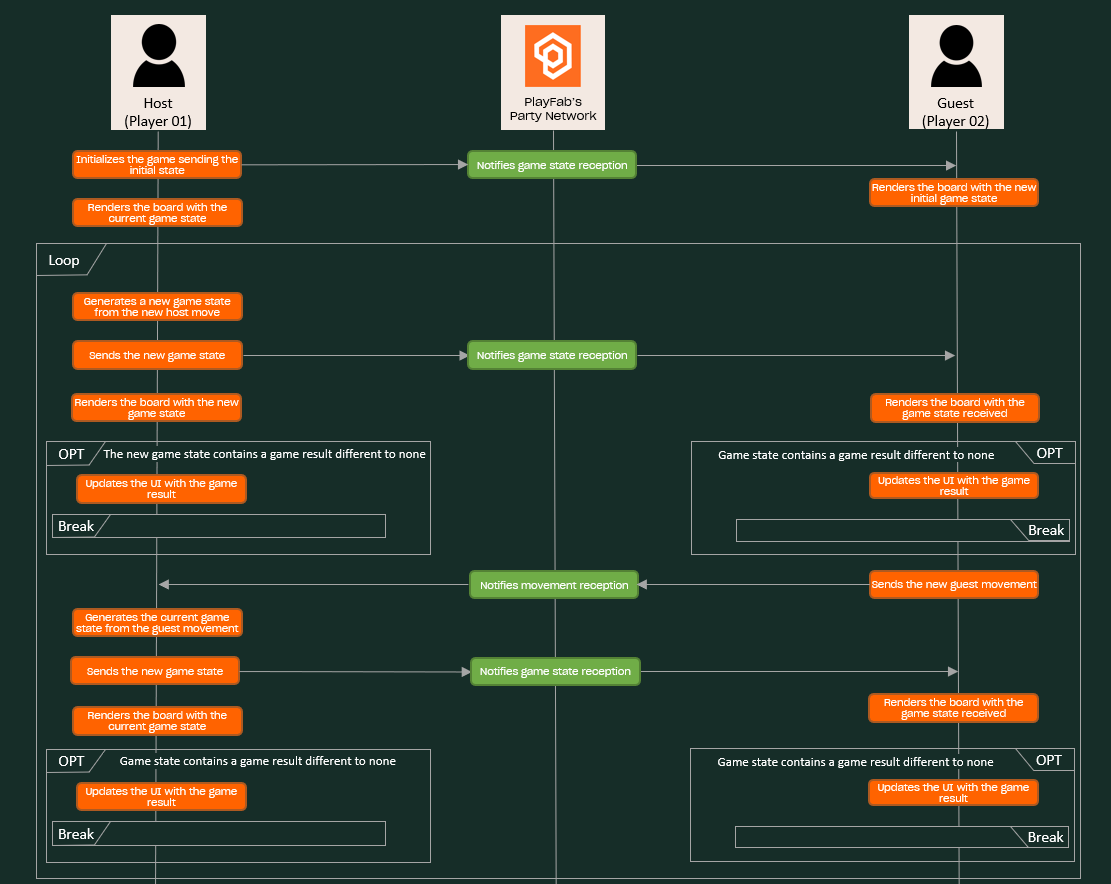 Host
(Player 01)
PlayFab's
Party Network
Guest
(Player 02)
Initializes the game sending the
initial state
Notifies game state reception
Renders the board with the new
initial game state
Renders the board with the
current game state
Loop
Generates a new game state
from the new host move
Sends the new game state
Notifies game state reception
Renders the board with the new
game state
Renders the board with the
game state received
OPT
The new game state contains a game result different to none
Game state contains a game result different to none
OPT
Updates the UI with the game
result
Updates the UI with the game
result
Break
Break
Notifies movement reception
Sends the new guest movement
Generates the current game
state from the guest movement
Sends the new game state
Notifies game state reception
Renders the board with the
game state received
Renders the board with the
current game state
OPT
Game state contains a game result different to none
Game state contains a game result different to none
OPT
Updates the UI with the game
result
Updates the UI with the game
result
Break
Break